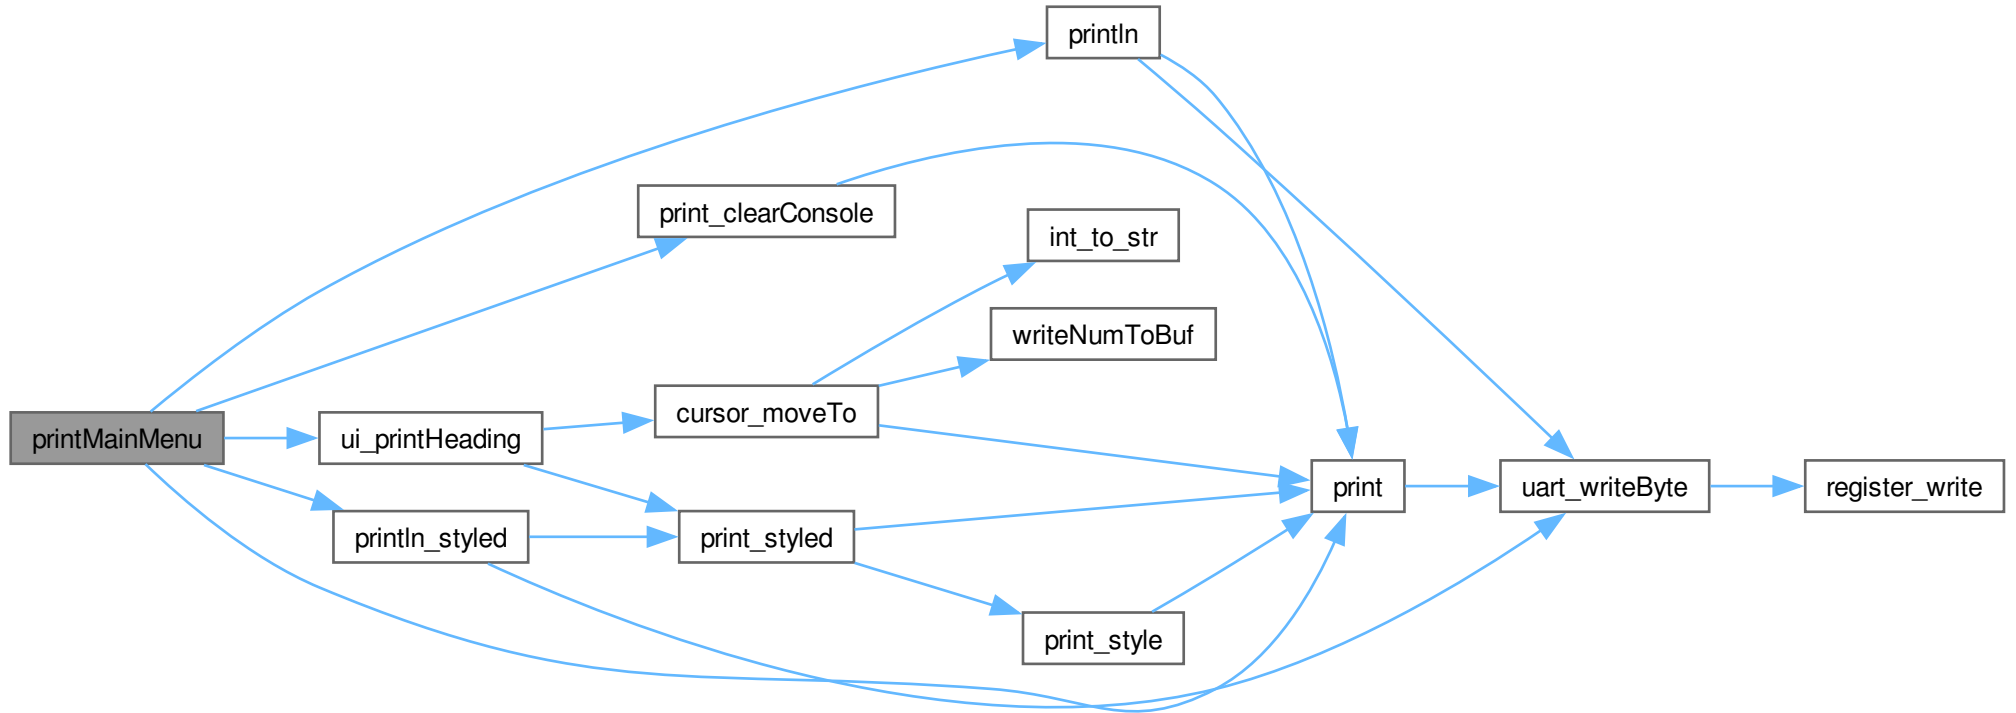 println
print_clearConsole
int_to_str
writeNumToBuf
cursor_moveTo
printMainMenu
ui_printHeading
print
uart_writeByte
register_write
println_styled
print_styled
print_style